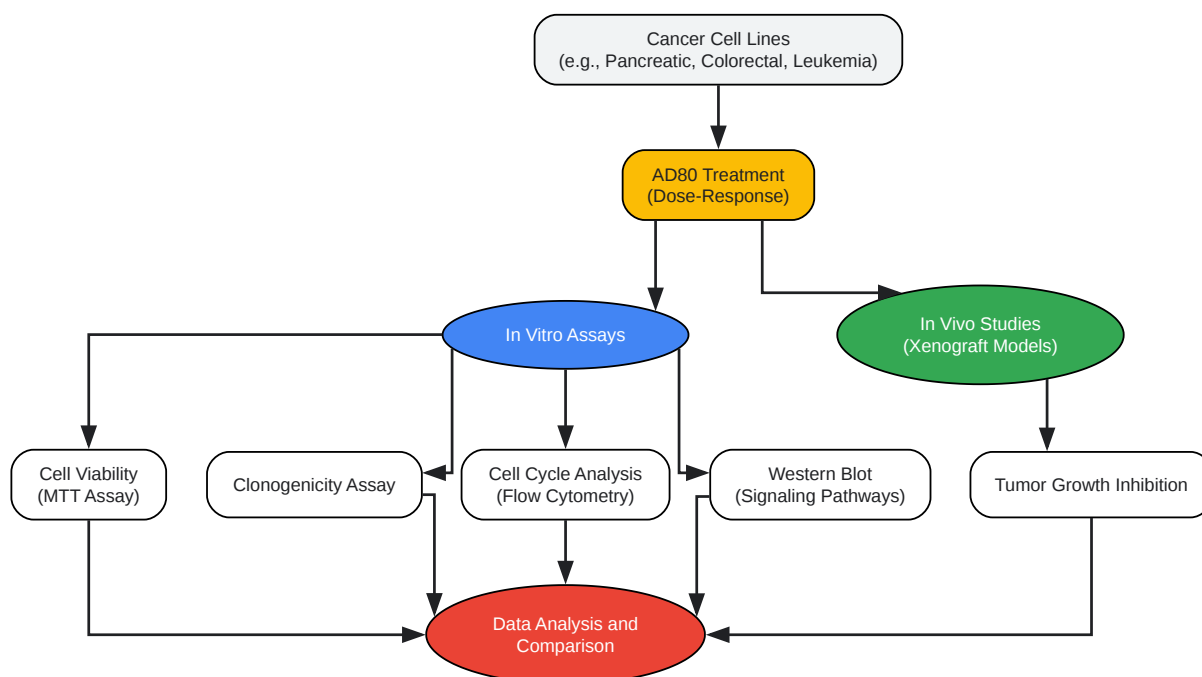 Cancer Cell Lines
(e.g., Pancreatic, Colorectal, Leukemia)
AD80 Treatment
(Dose-Response)
In Vitro Assays
In Vivo Studies
(Xenograft Models)
Cell Viability
(MTT Assay)
Clonogenicity Assay
Cell Cycle Analysis
(Flow Cytometry)
Western Blot
(Signaling Pathways)
Tumor Growth Inhibition
Data Analysis and
Comparison